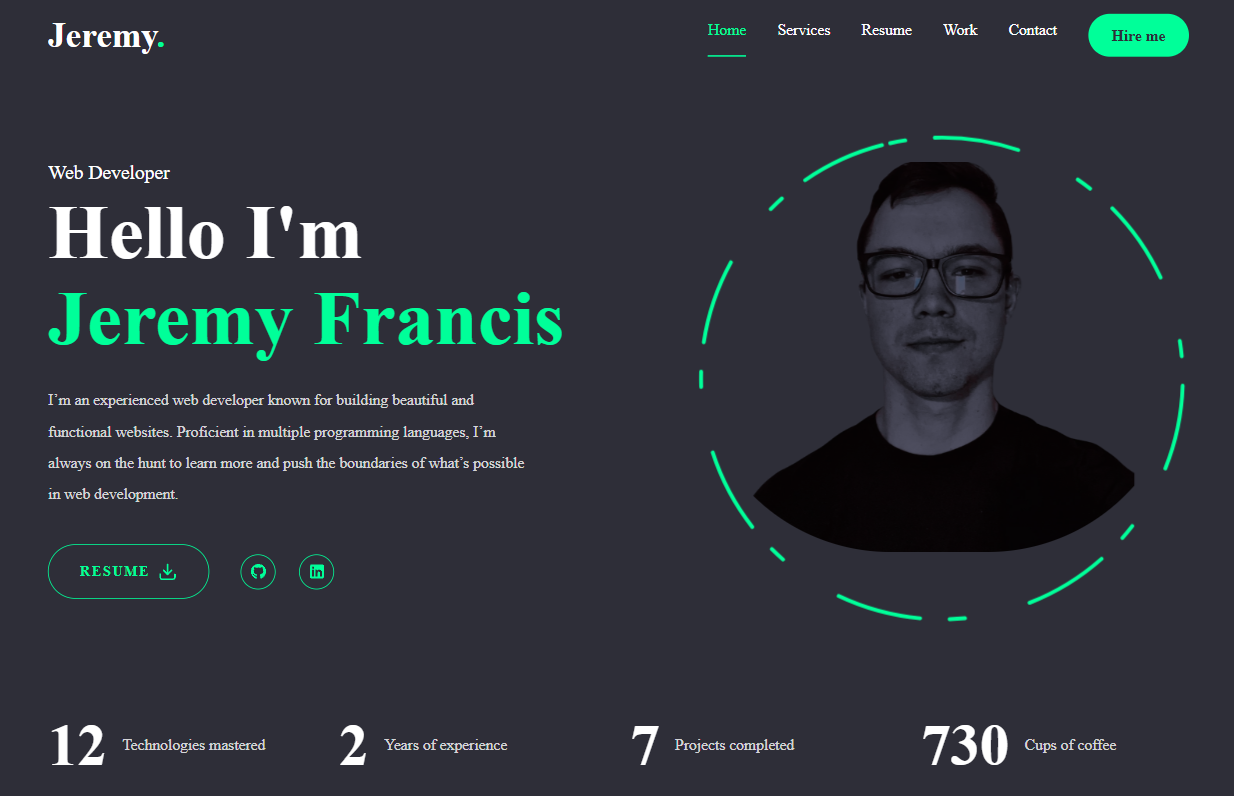 Jeremy.
Home Services Resume Work Contact Hire me
Web Developer
Hello I'm
Jeremy Francis
I’m an experienced web developer known for building beautiful and
functional websites. Proficient in multiple programming languages, I’m
always on the hunt to learn more and push the boundaries of what’s possible
in web development.
RESUME
12 Technologies mastered
2 Years of experience
7 Projects completed
730 Cups of coffee